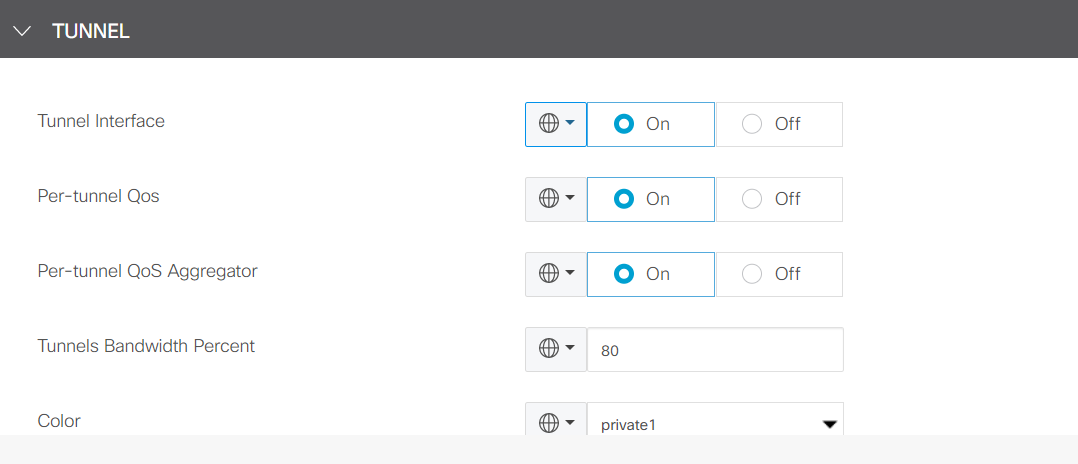 TUNNEL
Tunnel Interface On Off
Per-tunnel Qos On Off
Per-tunnel QoS Aggregator On Off
Tunnels Bandwidth Percent 80
Color private1